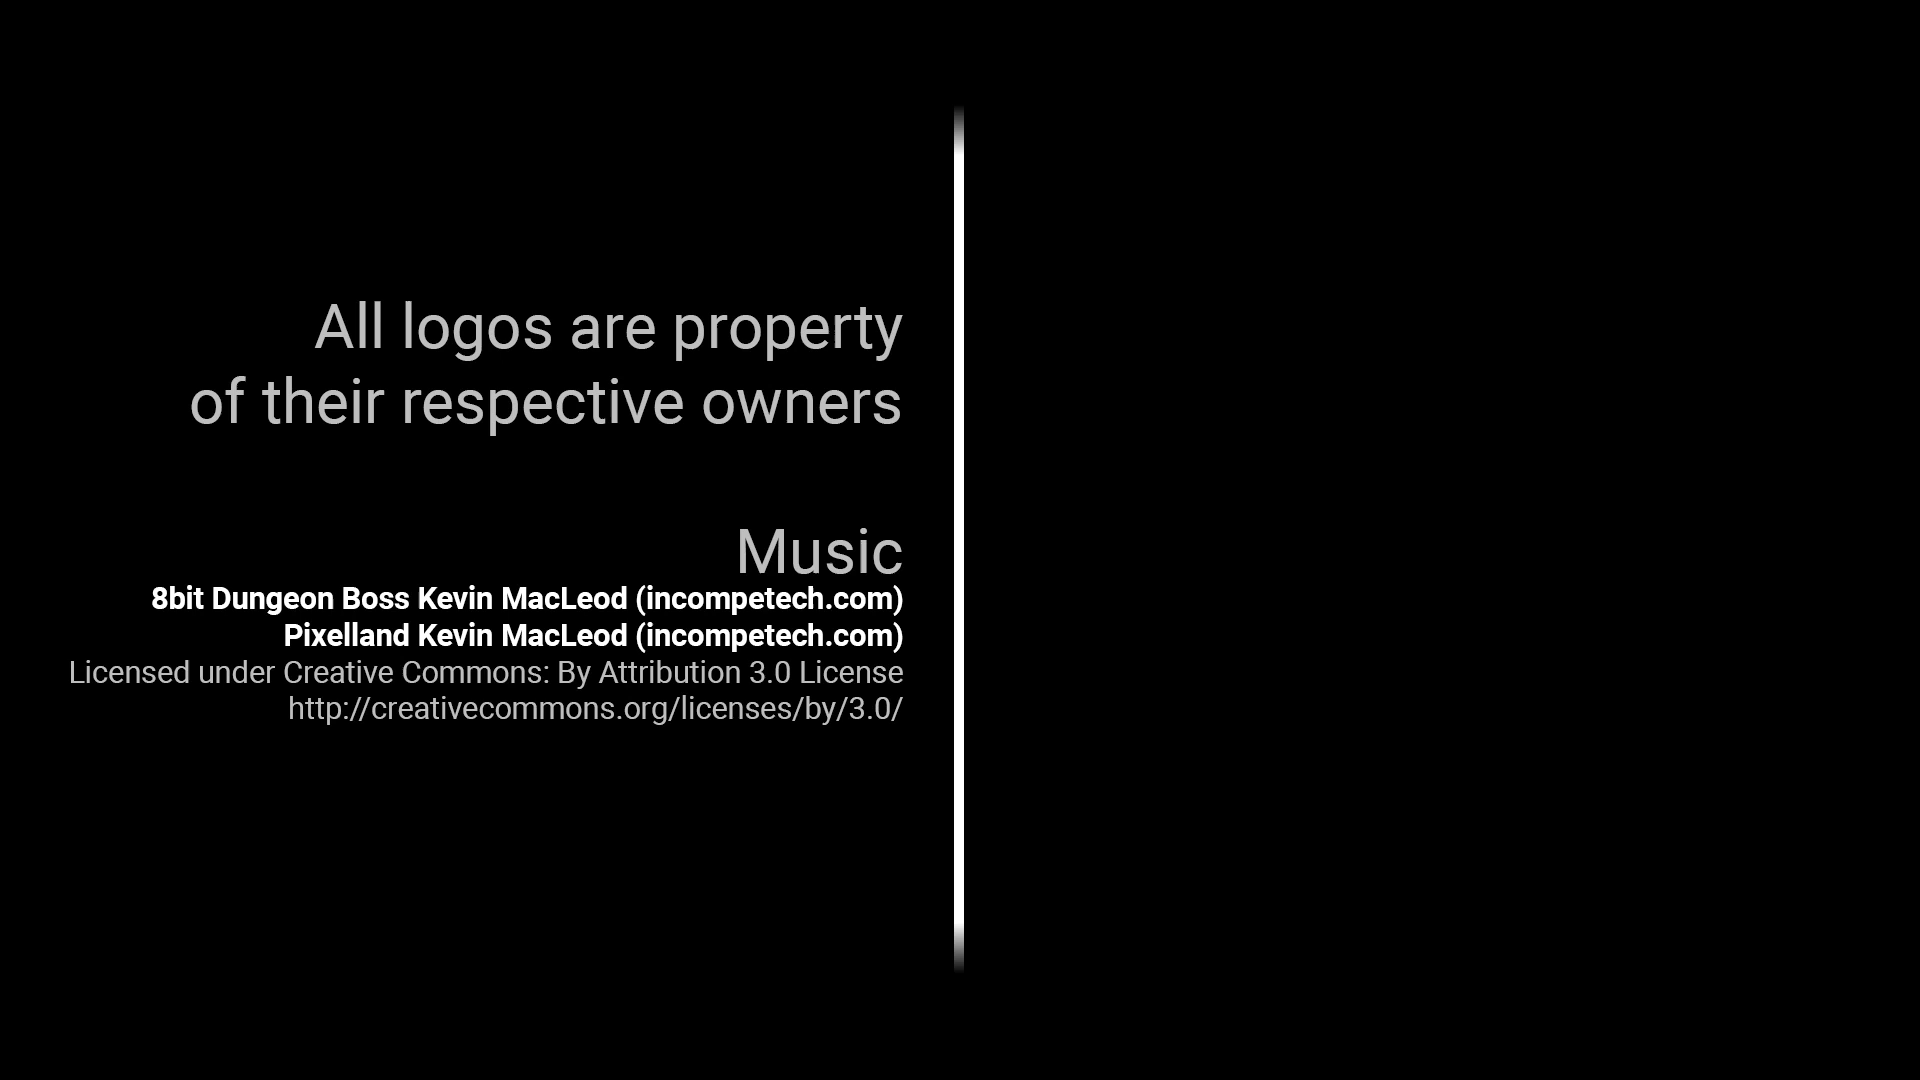 All logos are property
of their respective owners
Music
8bit Dungeon Boss Kevin MacLeod (incompetech.com)
Pixelland Kevin MacLeod (incompetech.com)
Licensed under Creative Commons: By Attribution 3.0 License
http://creativecommons.org/licenses/by/3.0/